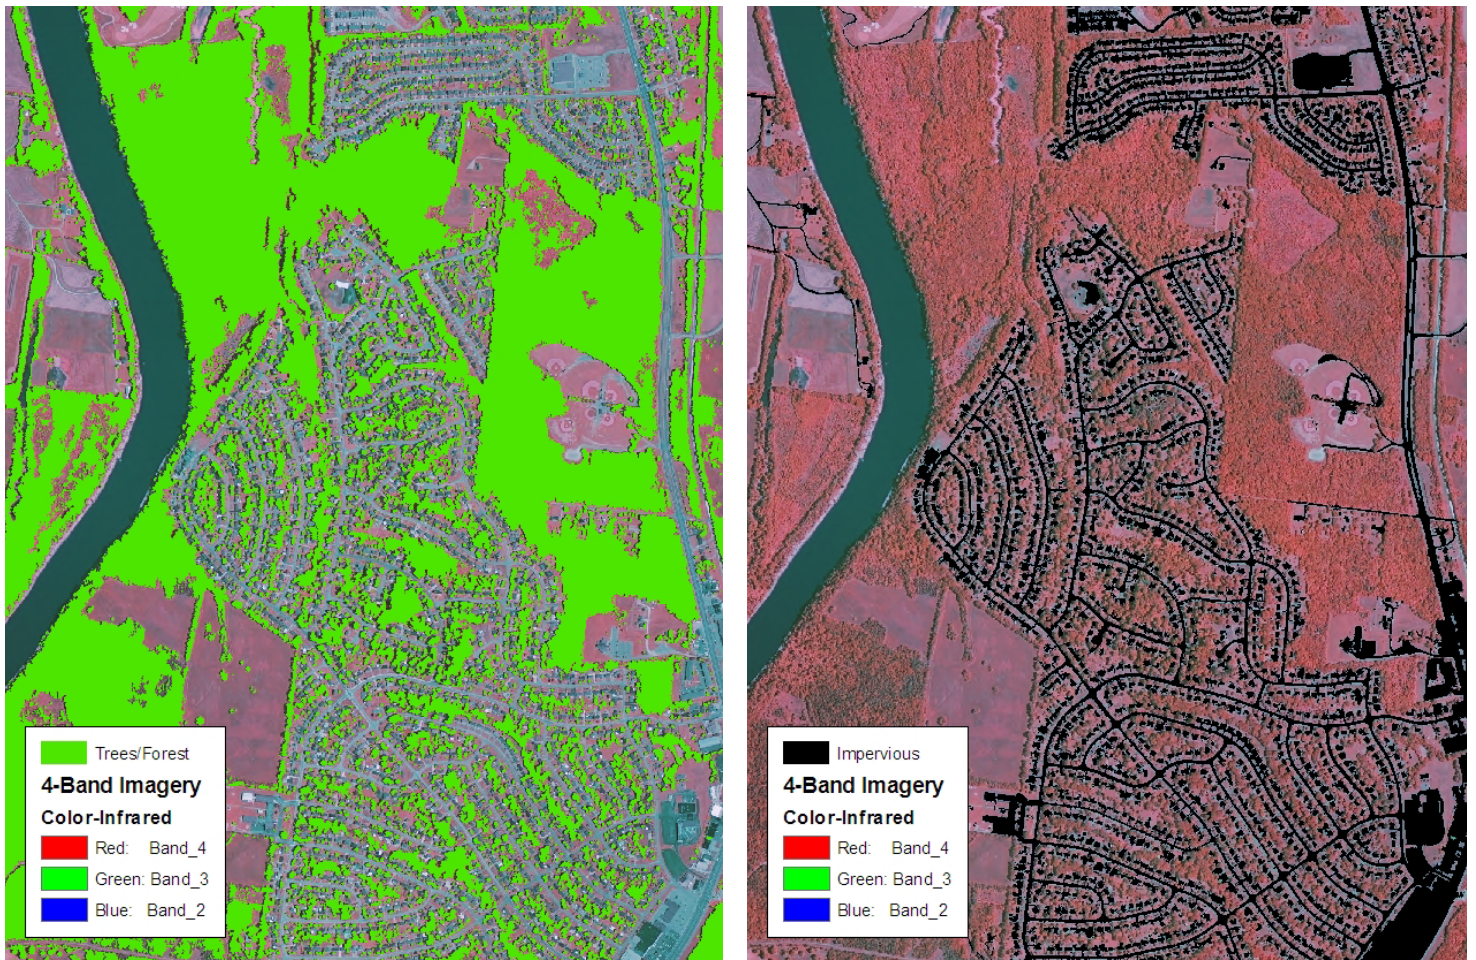 Trees/Forest
4-Band Imagery
Color-Infrared
Red: Band_4
Green: Band_3
Blue: Band_2
Impervious
4-Band Imagery
Color-Infrared
Red: Band_4
Green: Band_3
Blue: Band_2